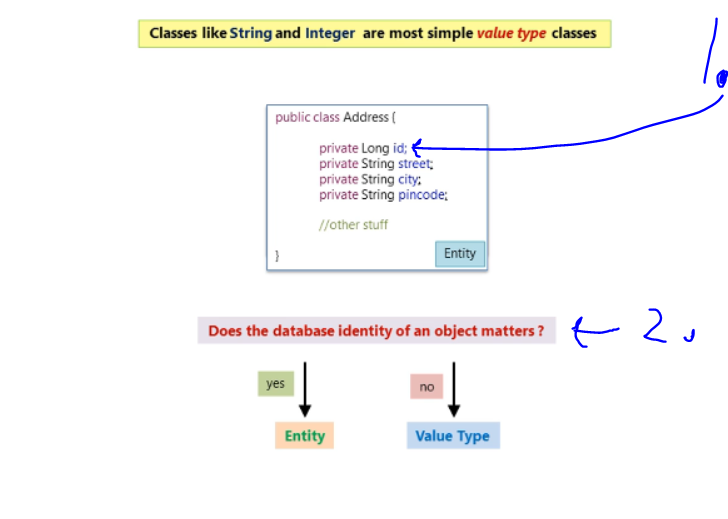 Classes like String and Integer are most simple value type classes
1.
public class Address {
private Long id;
private String street;
private String city;
private String pincode;
//other stuff
}
Entity
Does the database identity of an object matters ?
2.
yes
no
Entity
Value Type